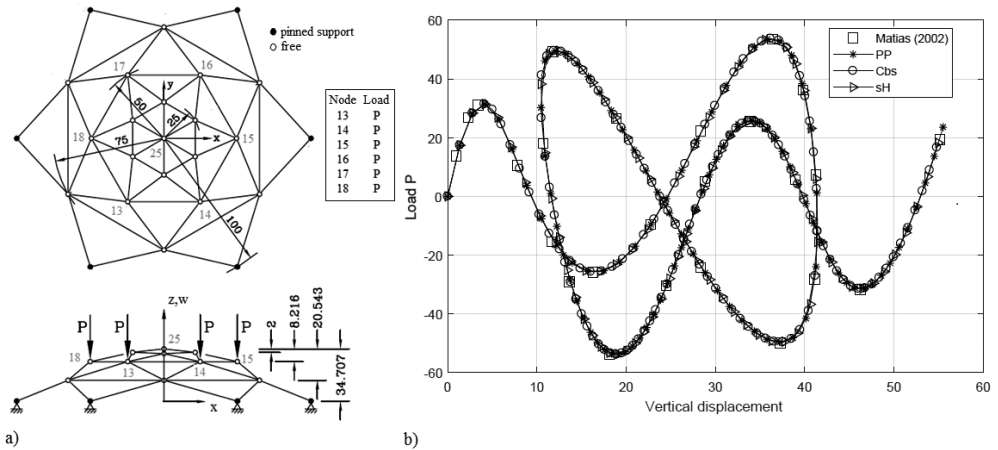 pinned support
free
17
16
y
50
25
18
75
x
15
25
13
14
100
Node Load
13 P
14 P
15 P
16 P
17 P
18 P
z,w
P
P
P
P
25
18
13
14
15
x
2
8.216
20.543
34.707
a)
60
40
20
0
-20
-40
-60
Load P
0
10
20
30
40
50
60
Vertical displacement
Matias (2002)
PP
Cbs
sH
b)